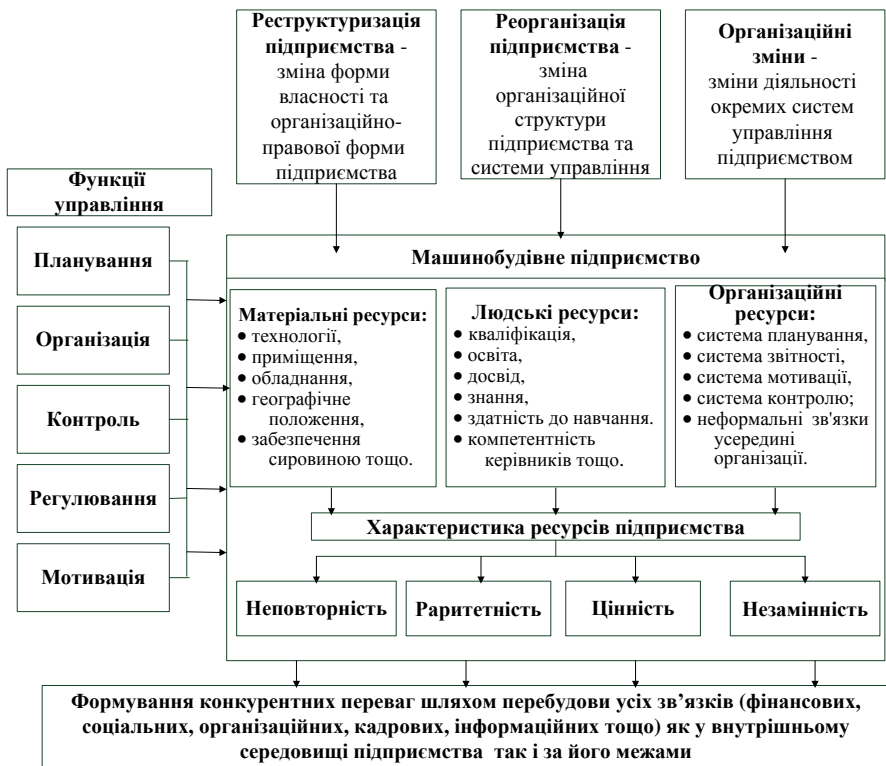 Реструктуризація
підприємства -
зміна форми
власності та
організаційно-
правової форми
підприємства
Реорганізація
підприємства -
зміна
організаційної
структури
підприємства та
системи управління
Організаційні
зміни -
зміни діяльності
окремих систем
управління
підприємством
Функції
управління
Планування
Організація
Контроль
Регулювання
Мотивація
Машинобудівне підприємство
Матеріальні ресурси:
● технології,
● приміщення,
● обладнання,
● географічне
положення,
● забезпечення
сировиною тощо.
Людські ресурси:
● кваліфікація,
● освіта,
● досвід,
● знання,
● здатність до навчання.
● компетентність
керівників тощо.
Організаційні
ресурси:
● система планування,
● система звітності,
● система мотивації,
● система контролю;
● неформальні зв'язки
усередині
організації.
Характеристика ресурсів підприємства
Неповторність
Раритетність
Цінність
Незамінність
Формування конкурентних переваг шляхом перебудови усіх зв’язків (фінансових,
соціальних, організаційних, кадрових, інформаційних тощо) як у внутрішньому
середовищі підприємства так і за його межами